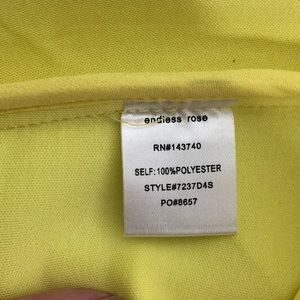 endless rose
RN#143740
SELF:100%POLYESTER
STYLE#7237D4S
PO#8657